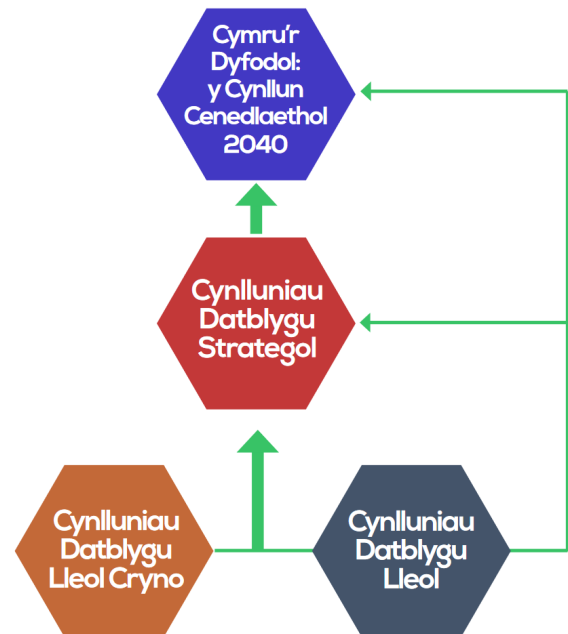 Cymru'r
Dyfodol:
y Cynllun
Cenedlaethol
2040
Cynlluniau
Datblygu
Strategol
Cynlluniau
Datblygu
Lleol Cryno
Cynlluniau
Datblygu
Lleol